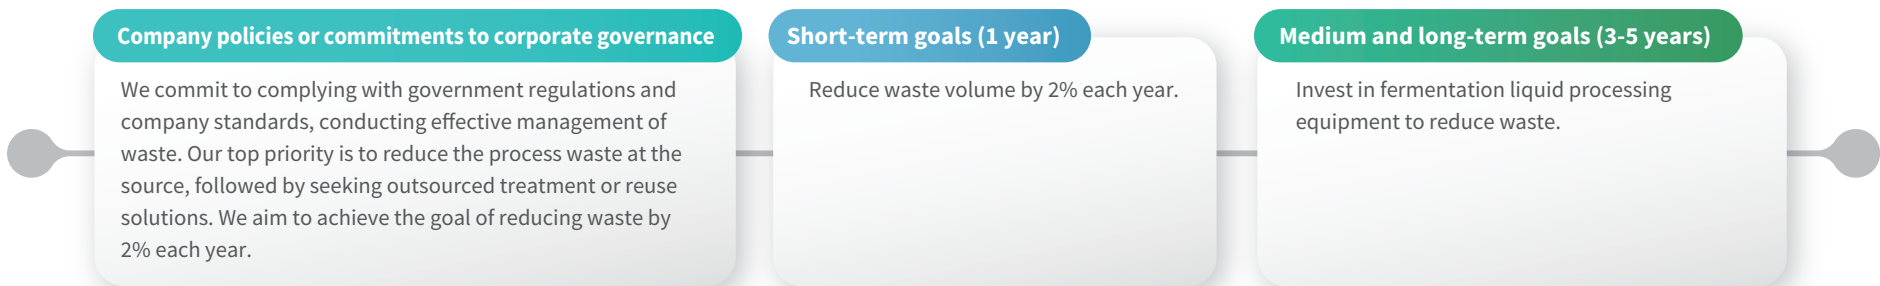 Company policies or commitments to corporate governance
We commit to complying with government regulations and
company standards, conducting effective management of
waste. Our top priority is to reduce the process waste at the
source, followed by seeking outsourced treatment or reuse
solutions. We aim to achieve the goal of reducing waste by
2% each year.
Short-term goals (1 year)
Reduce waste volume by 2% each year.
Medium and long-term goals (3-5 years)
Invest in fermentation liquid processing
equipment to reduce waste.